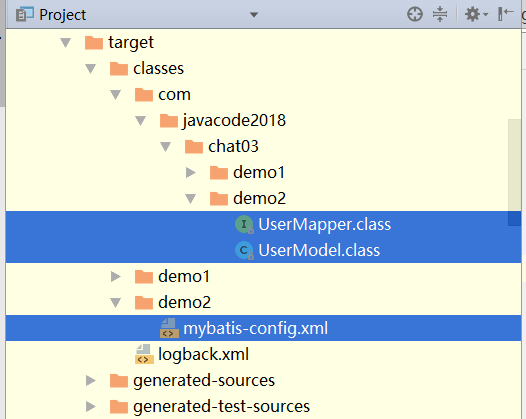 Project
target
classes
com
javacode2018
chat03
demo1
demo2
I UserMapper.class
C UserModel.class
demo1
demo2
mybatis-config.xml
logback.xml
generated-sources
generated-test-sources